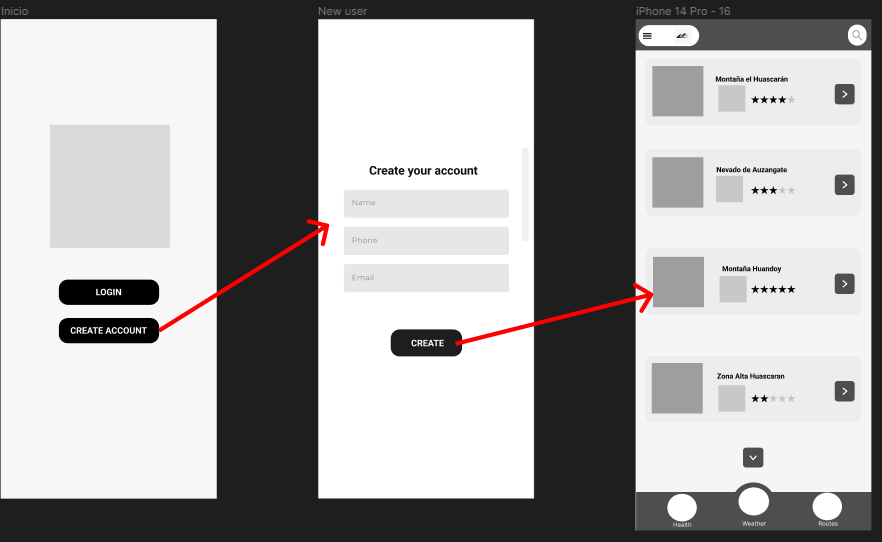 Inicio
New user
iPhone 14 Pro - 16
LOGIN
CREATE ACCOUNT
Create your account
Name
Phone
Email
CREATE
Montaña el Huascarán
Nevado de Auzangate
Montaña Huandoy
Zona Alta Huascaran
Health
Weather
Routes